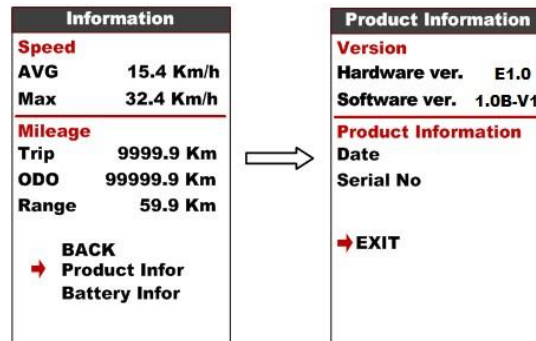 Information
Speed
AVG 15.4 Km/h
Max 32.4 Km/h
Mileage
Trip 9999.9 Km
ODO 99999.9 Km
Range 59.9 Km
BACK
Product Infor
Battery Infor
Product Information
Version
Hardware ver. E1.0
Software ver. 1.0B-V1
Product Information
Date
Serial No
EXIT